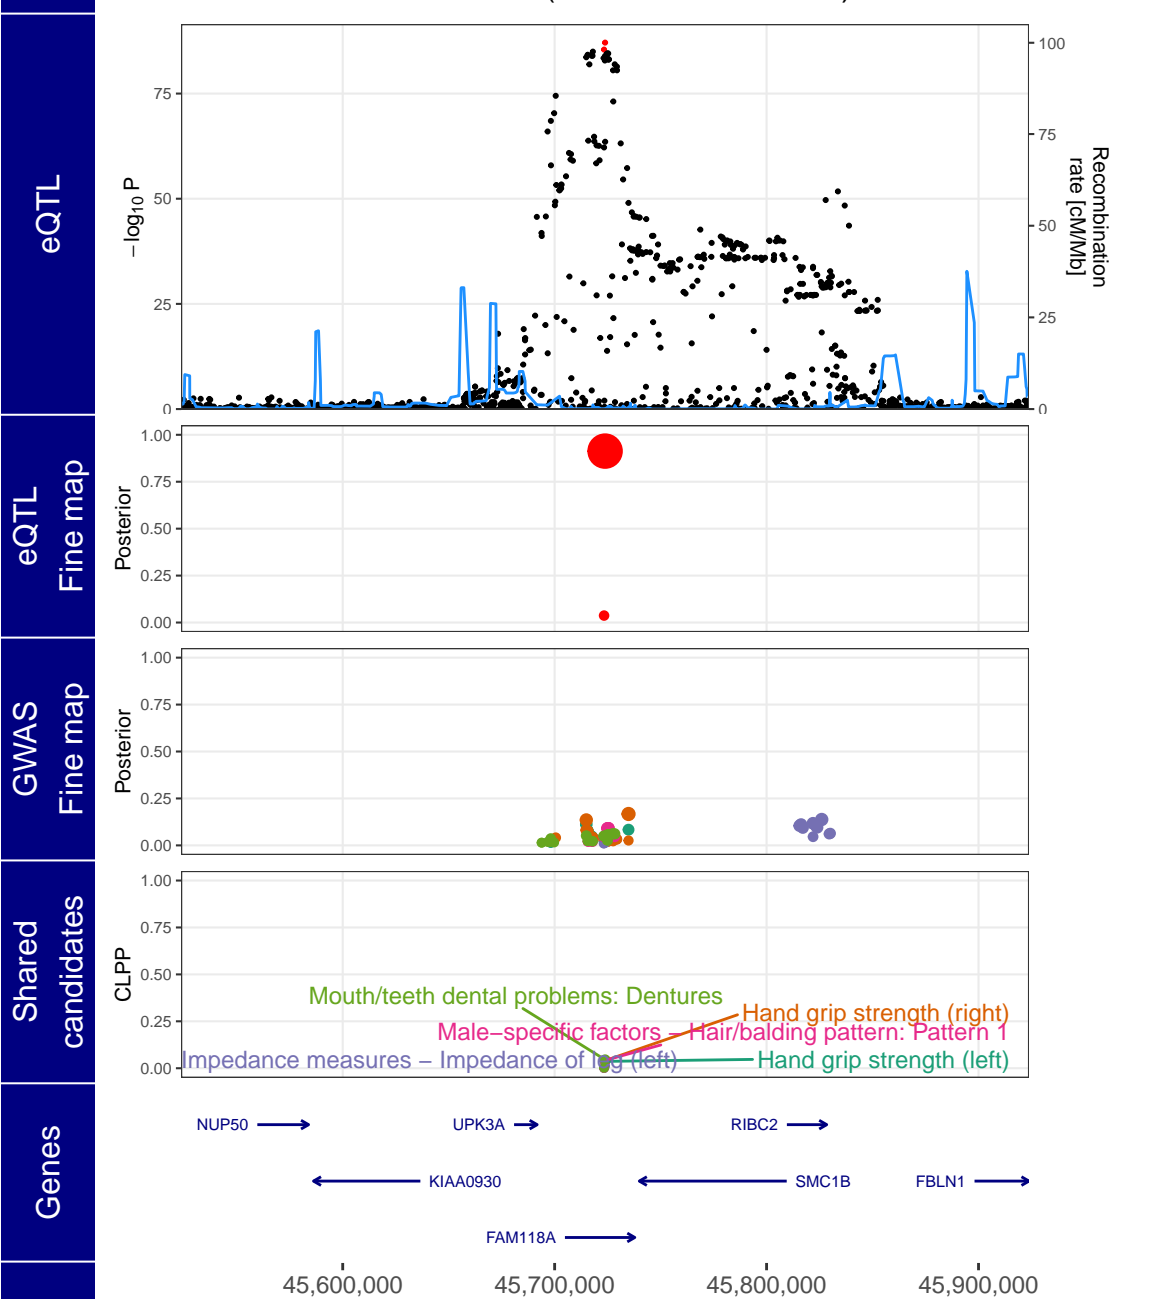 eQTL
−log10 P
75
50
25
0
100
75
50
25
0
Recombination
rate [cM/Mb]
eQTL
Fine map
Posterior
1.00
0.75
0.50
0.25
0.00
GWAS
Fine map
Posterior
1.00
0.75
0.50
0.25
0.00
Shared
candidates
CLPP
1.00
0.75
0.50
0.25
0.00
Mouth/teeth dental problems: Dentures
Hand grip strength (right)
Male−specific factors − Hair/balding pattern: Pattern 1
Impedance measures − Impedance of leg (left)
Hand grip strength (left)
Genes
NUP50
UPK3A
RIBC2
KIAA0930
SMC1B
FBLN1
FAM118A
45,600,000
45,700,000
45,800,000
45,900,000